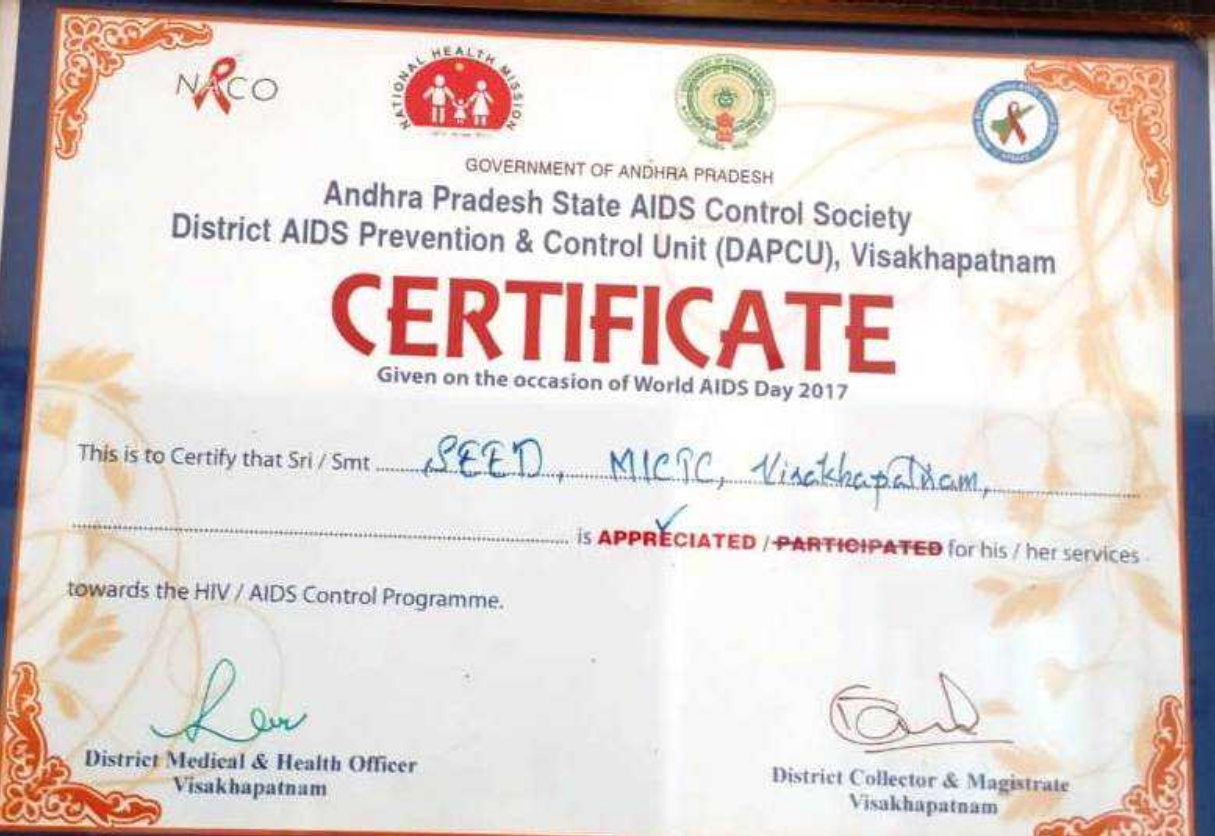 NACO
NATIONAL HEALTH MISSION
GOVERNMENT OF ANDHRA PRADESH
Andhra Pradesh State AIDS Control Society
District AIDS Prevention & Control Unit (DAPCU), Visakhapatnam
CERTIFICATE
Given on the occasion of World AIDS Day 2017
This is to Certify that Sri / Smt SEED, MICTC, Visakhapatnam,
is APPRECIATED / PARTICIPATED for his / her services
towards the HIV / AIDS Control Programme.
District Medical & Health Officer
Visakhapatnam
District Collector & Magistrate
Visakhapatnam